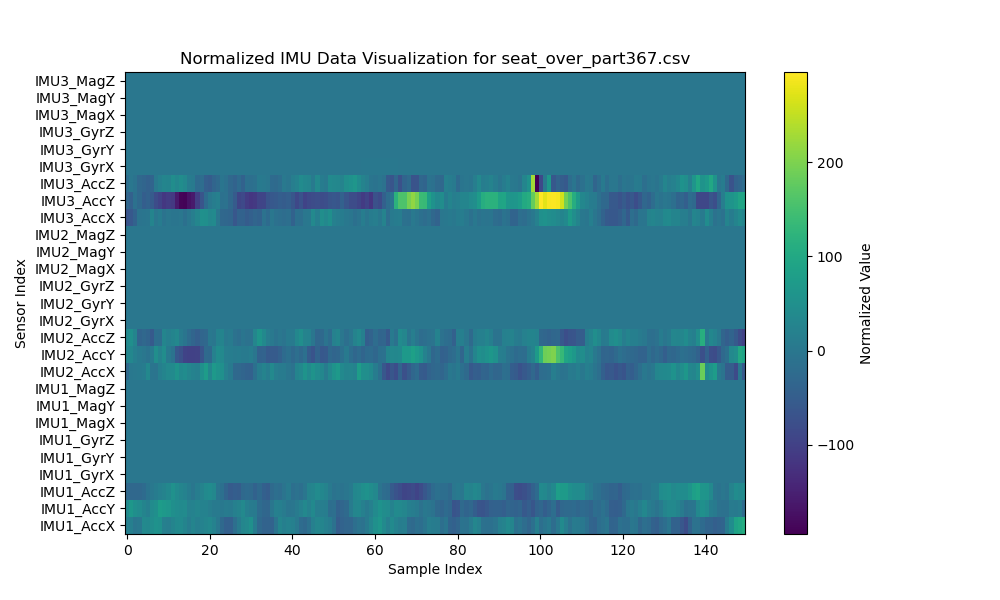 Normalized IMU Data Visualization for seat_over_part367.csv
IMU3_MagZ
IMU3_MagY
IMU3_MagX
IMU3_GyrZ
IMU3_GyrY
IMU3_GyrX
IMU3_AccZ
IMU3_AccY
IMU3_AccX
IMU2_MagZ
IMU2_MagY
IMU2_MagX
IMU2_GyrZ
IMU2_GyrY
IMU2_GyrX
IMU2_AccZ
IMU2_AccY
IMU2_AccX
IMU1_MagZ
IMU1_MagY
IMU1_MagX
IMU1_GyrZ
IMU1_GyrY
IMU1_GyrX
IMU1_AccZ
IMU1_AccY
IMU1_AccX
Sensor Index
0 20 40 60 80 100 120 140
Sample Index
200
100
0
−100
Normalized Value